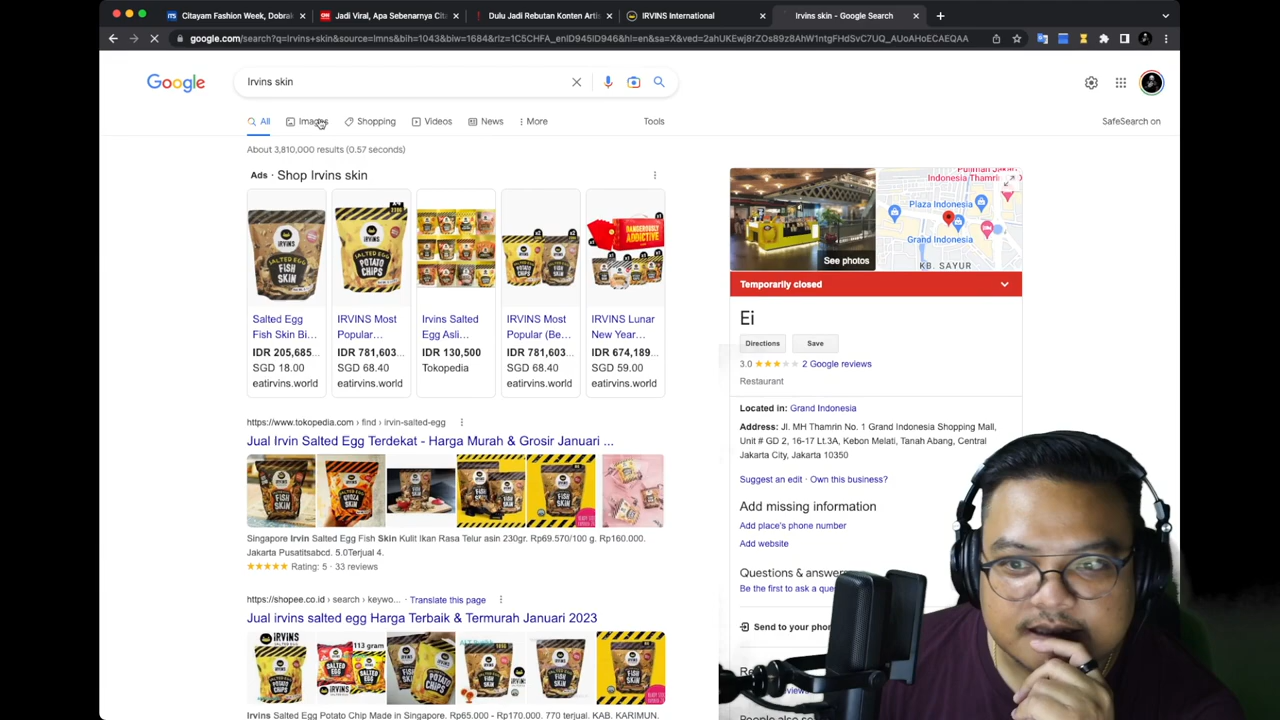 Citayam Fashion Week, Dobrak
Jadi Viral, Apa Sebenarnya Cit
Dulu Jadi Rebutan Konten Artis
IRVINS International
Irvins skin - Google Search
google.com/search?q=irvins+skin&source=lmns&bih=1043&biw=1684&rlz=1C5CHFA_enID945ID946&hl=en&sa=X&ved=2ahUKEwj8rZOs89z8AhW1ntgFHdSvC7UQ_AUoAHoECAEQAA
Google
Irvins skin
All
Images
Shopping
Videos
News
More
Tools
SafeSearch on
About 3,810,000 results (0.57 seconds)
Ads · Shop Irvins skin
Salted Egg
Fish Skin Bi...
IDR 205,685...
SGD 18.00
eatirvins.world
IRVINS Most
Popular...
IDR 781,603...
SGD 68.40
eatirvins.world
Irvins Salted
Egg Asli...
IDR 130,500
Tokopedia
IRVINS Most
Popular (Be...
IDR 781,603...
SGD 68.40
eatirvins.world
IRVINS Lunar
New Year...
IDR 674,189...
SGD 59.00
eatirvins.world
https://www.tokopedia.com › find › irvin-salted-egg
Jual Irvin Salted Egg Terdekat - Harga Murah & Grosir Januari ...
Singapore Irvin Salted Egg Fish Skin Kulit Ikan Rasa Telur asin 230gr. Rp69.570/100 g. Rp160.000.
Jakarta Pusatitsabcd. 5.0Terjual 4.
Rating: 5 · 33 reviews
https://shopee.co.id › search › keywo... · Translate this page
Jual irvins salted egg Harga Terbaik & Termurah Januari 2023
113 gram
Irvins Salted Egg Potato Chip Made in Singapore. Rp65.000 - Rp170.000. 770 terjual. KAB. KARIMUN.
See photos
Indonesia Thamrin
Plaza Indonesia
Grand Indonesia
KB. SAYUR
Temporarily closed
Ei
Directions
Save
3.0
2 Google reviews
Restaurant
Located in: Grand Indonesia
Address: Jl. MH Thamrin No. 1 Grand Indonesia Shopping Mall,
Unit # GD 2, 16-17 Lt.3A, Kebon Melati, Tanah Abang, Central
Jakarta City, Jakarta 10350
Suggest an edit · Own this business?
Add missing information
Add place's phone number
Add website
Questions & answers
Be the first to ask a
Send to your